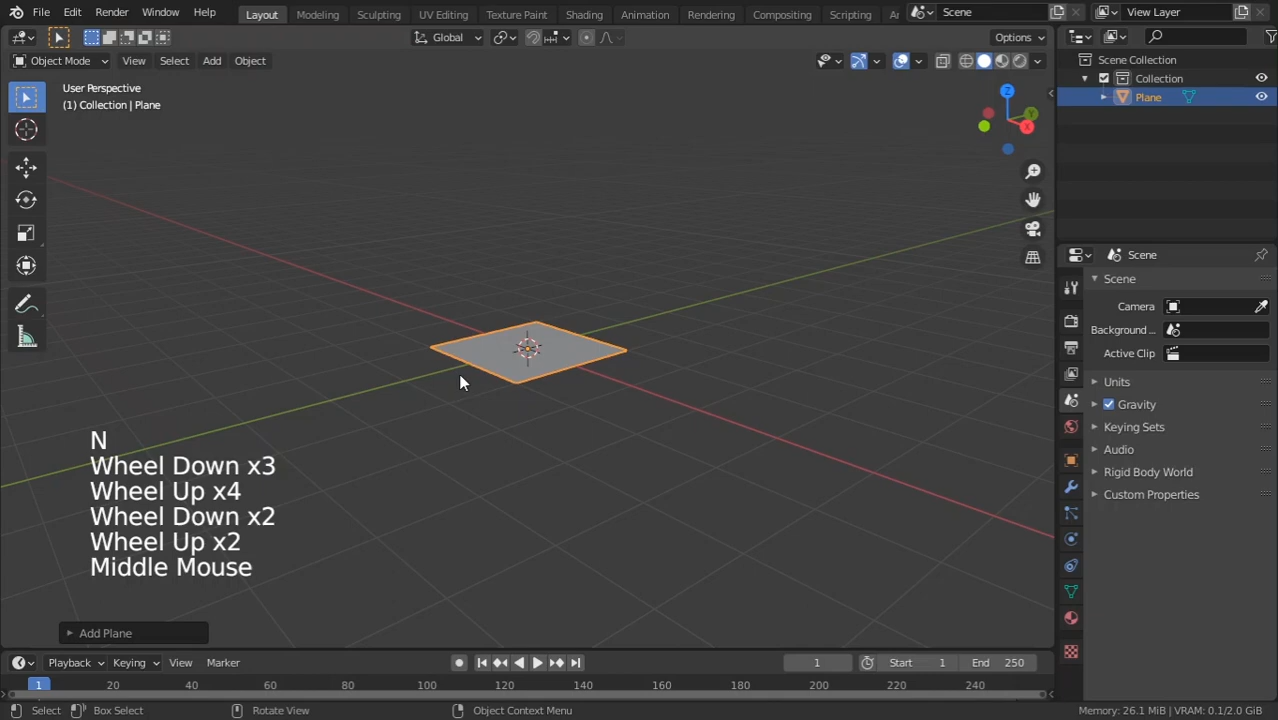 File Edit Render Window Help Layout Modeling Sculpting UV Editing Texture Paint Shading Animation Rendering Compositing Scripting Scene View Layer
Global Options
Object Mode View Select Add Object
User Perspective
(1) Collection | Plane
Z
Y
X
Scene Collection
Collection
Plane
Scene
Scene
Camera
Background ...
Active Clip
Units
Gravity
Keying Sets
Audio
Rigid Body World
Custom Properties
N
Wheel Down x3
Wheel Up x4
Wheel Down x2
Wheel Up x2
Middle Mouse
Add Plane
Playback Keying View Marker 1 Start 1 End 250
1 20 40 60 80 100 120 140 160 180 200 220 240
Select Box Select Rotate View Object Context Menu Memory: 26.1 MiB | VRAM: 0.1/2.0 GiB